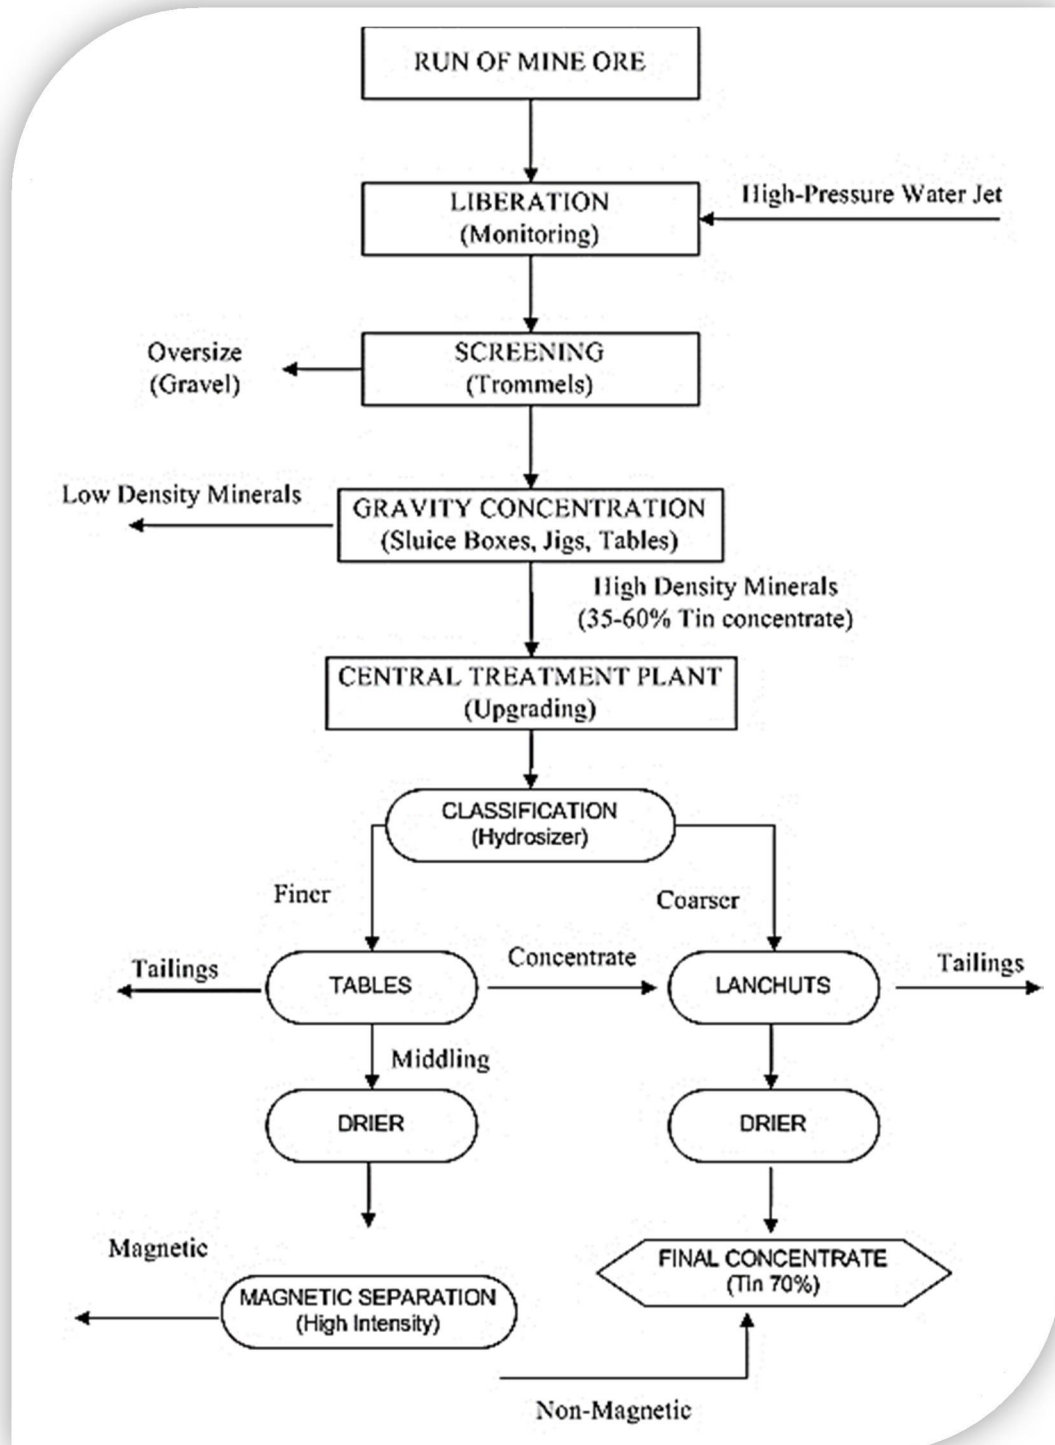 RUN OF MINE ORE
High-Pressure Water Jet
LIBERATION
(Monitoring)
Oversize
(Gravel)
SCREENING
(Trommels)
Low Density Minerals
GRAVITY CONCENTRATION
(Sluice Boxes, Jigs, Tables)
High Density Minerals
(35-60% Tin concentrate)
CENTRAL TREATMENT PLANT
(Upgrading)
CLASSIFICATION
(Hydrosizer)
Finer
Coarser
Tailings
TABLES
Concentrate
LANCHUTS
Tailings
Middling
DRIER
DRIER
Magnetic
MAGNETIC SEPARATION
(High Intensity)
FINAL CONCENTRATE
(Tin 70%)
Non-Magnetic